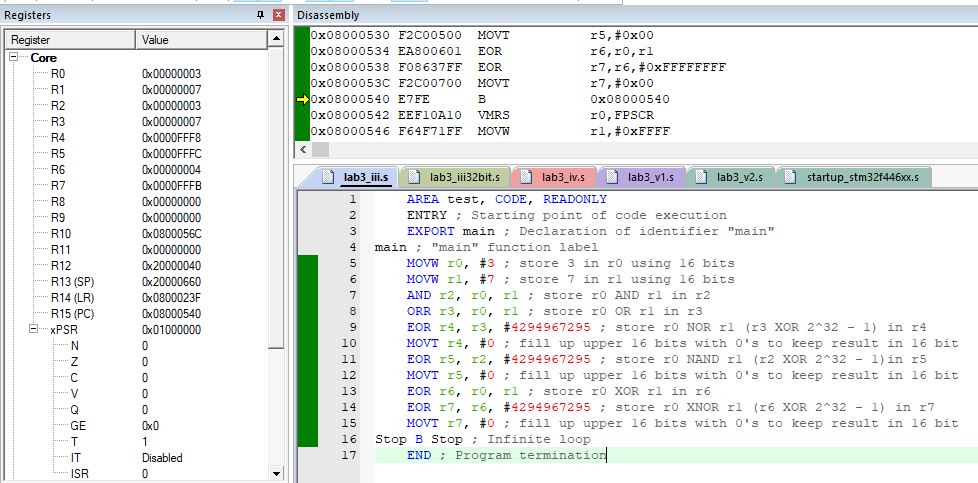 Registers
Register Value
Core
R0 0x00000003
R1 0x00000007
R2 0x00000003
R3 0x00000007
R4 0x0000FFF8
R5 0x0000FFFC
R6 0x00000004
R7 0x0000FFFB
R8 0x00000000
R9 0x00000000
R10 0x0800056C
R11 0x00000000
R12 0x20000040
R13 (SP) 0x20000660
R14 (LR) 0x0800023F
R15 (PC) 0x08000540
xPSR 0x01000000
N 0
Z 0
C 0
V 0
Q 0
GE 0x0
T 1
IT Disabled
ISR 0
Disassembly
0x08000530 F2C00500 MOVT r5,#0x00
0x08000534 EA800601 EOR r6,r0,r1
0x08000538 F08637FF EOR r7,r6,#0xFFFFFFFF
0x0800053C F2C00700 MOVT r7,#0x00
0x08000540 E7FE B 0x08000540
0x08000542 EEF10A10 VMRS r0,FPSCR
0x08000546 F64F71FF MOVW r1,#0xFFFF
lab3_iii.s lab3_iii32bit.s lab3_iv.s lab3_v1.s lab3_v2.s startup_stm32f446xx.s
1 AREA test, CODE, READONLY
2 ENTRY ; Starting point of code execution
3 EXPORT main ; Declaration of identifier "main"
4 main ; "main" function label
5 MOVW r0, #3 ; store 3 in r0 using 16 bits
6 MOVW r1, #7 ; store 7 in r1 using 16 bits
7 AND r2, r0, r1 ; store r0 AND r1 in r2
8 ORR r3, r0, r1 ; store r0 OR r1 in r3
9 EOR r4, r3, #4294967295 ; store r0 NOR r1 (r3 XOR 2^32 - 1) in r4
10 MOVT r4, #0 ; fill up upper 16 bits with 0's to keep result in 16 bit
11 EOR r5, r2, #4294967295 ; store r0 NAND r1 (r2 XOR 2^32 - 1)in r5
12 MOVT r5, #0 ; fill up upper 16 bits with 0's to keep result in 16 bit
13 EOR r6, r0, r1 ; store r0 XOR r1 in r6
14 EOR r7, r6, #4294967295 ; store r0 XNOR r1 (r6 XOR 2^32 - 1) in r7
15 MOVT r7, #0 ; fill up upper 16 bits with 0's to keep result in 16 bit
16 Stop B Stop ; Infinite loop
17 END ; Program termination